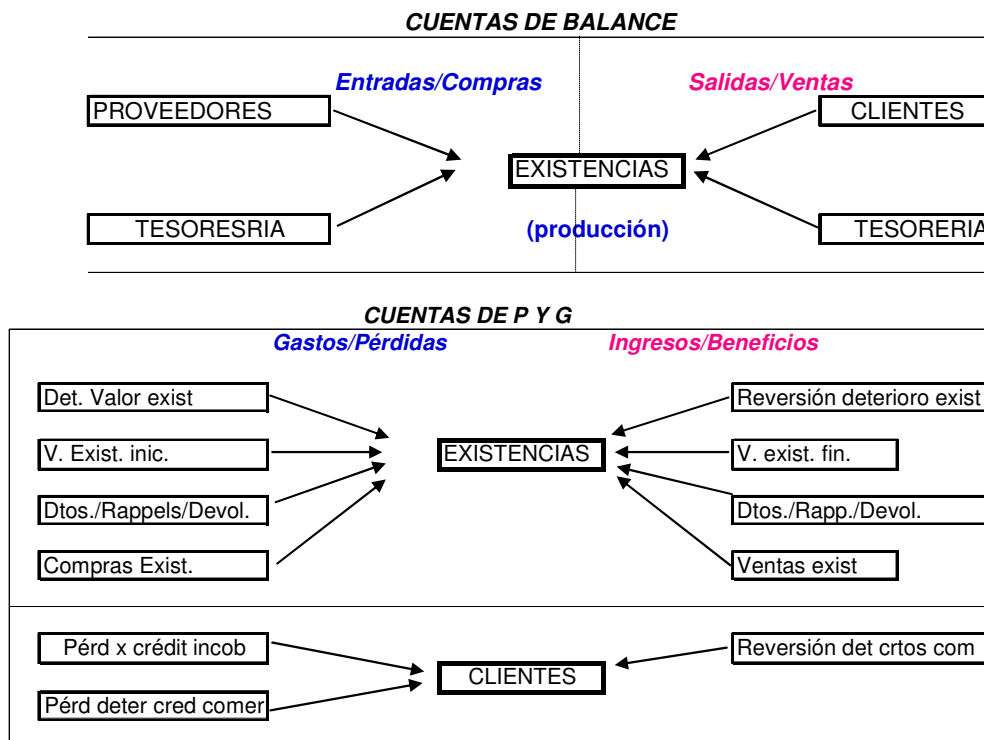 CUENTAS DE BALANCE
Entradas/Compras
Salidas/Ventas
PROVEEDORES
CLIENTES
EXISTENCIAS
TESORESRIA
(producción)
TESORERIA
CUENTAS DE P Y G
Gastos/Pérdidas
Ingresos/Beneficios
Det. Valor exist
Reversión deterioro exist
V. Exist. inic.
EXISTENCIAS
V. exist. fin.
Dtos./Rappels/Devol.
Dtos./Rapp./Devol.
Compras Exist.
Ventas exist
Pérd x crédit incob
Reversión det crtos com
CLIENTES
Pérd deter cred comer